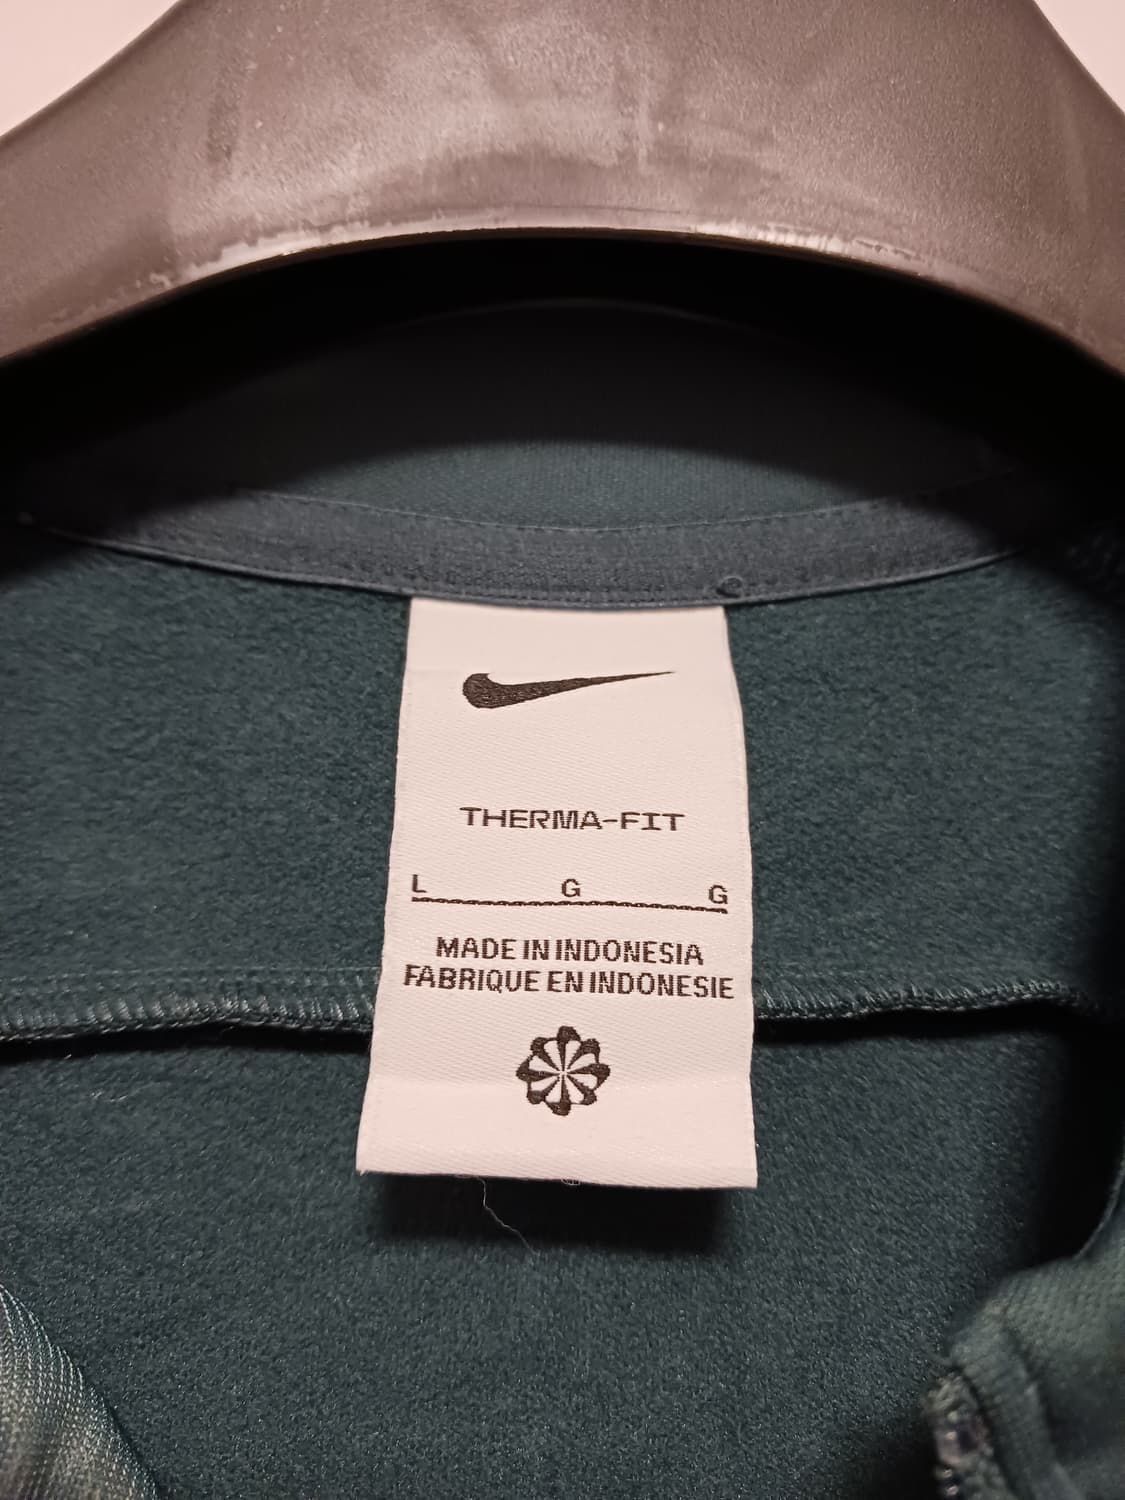 THERMA-FIT
L G G
MADE IN INDONESIA
FABRIQUE EN INDONESIE